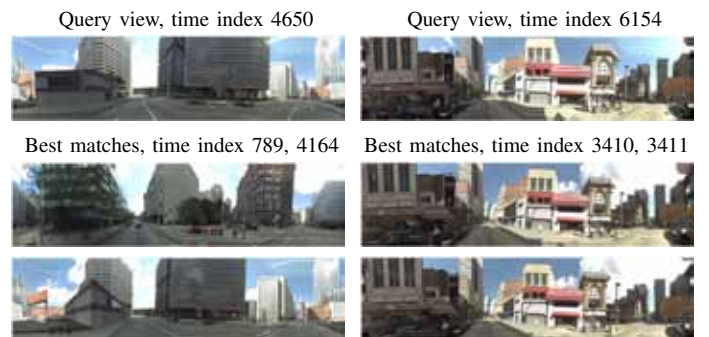 Query view, time index 4650
Query view, time index 6154
Best matches, time index 789, 4164
Best matches, time index 3410, 3411